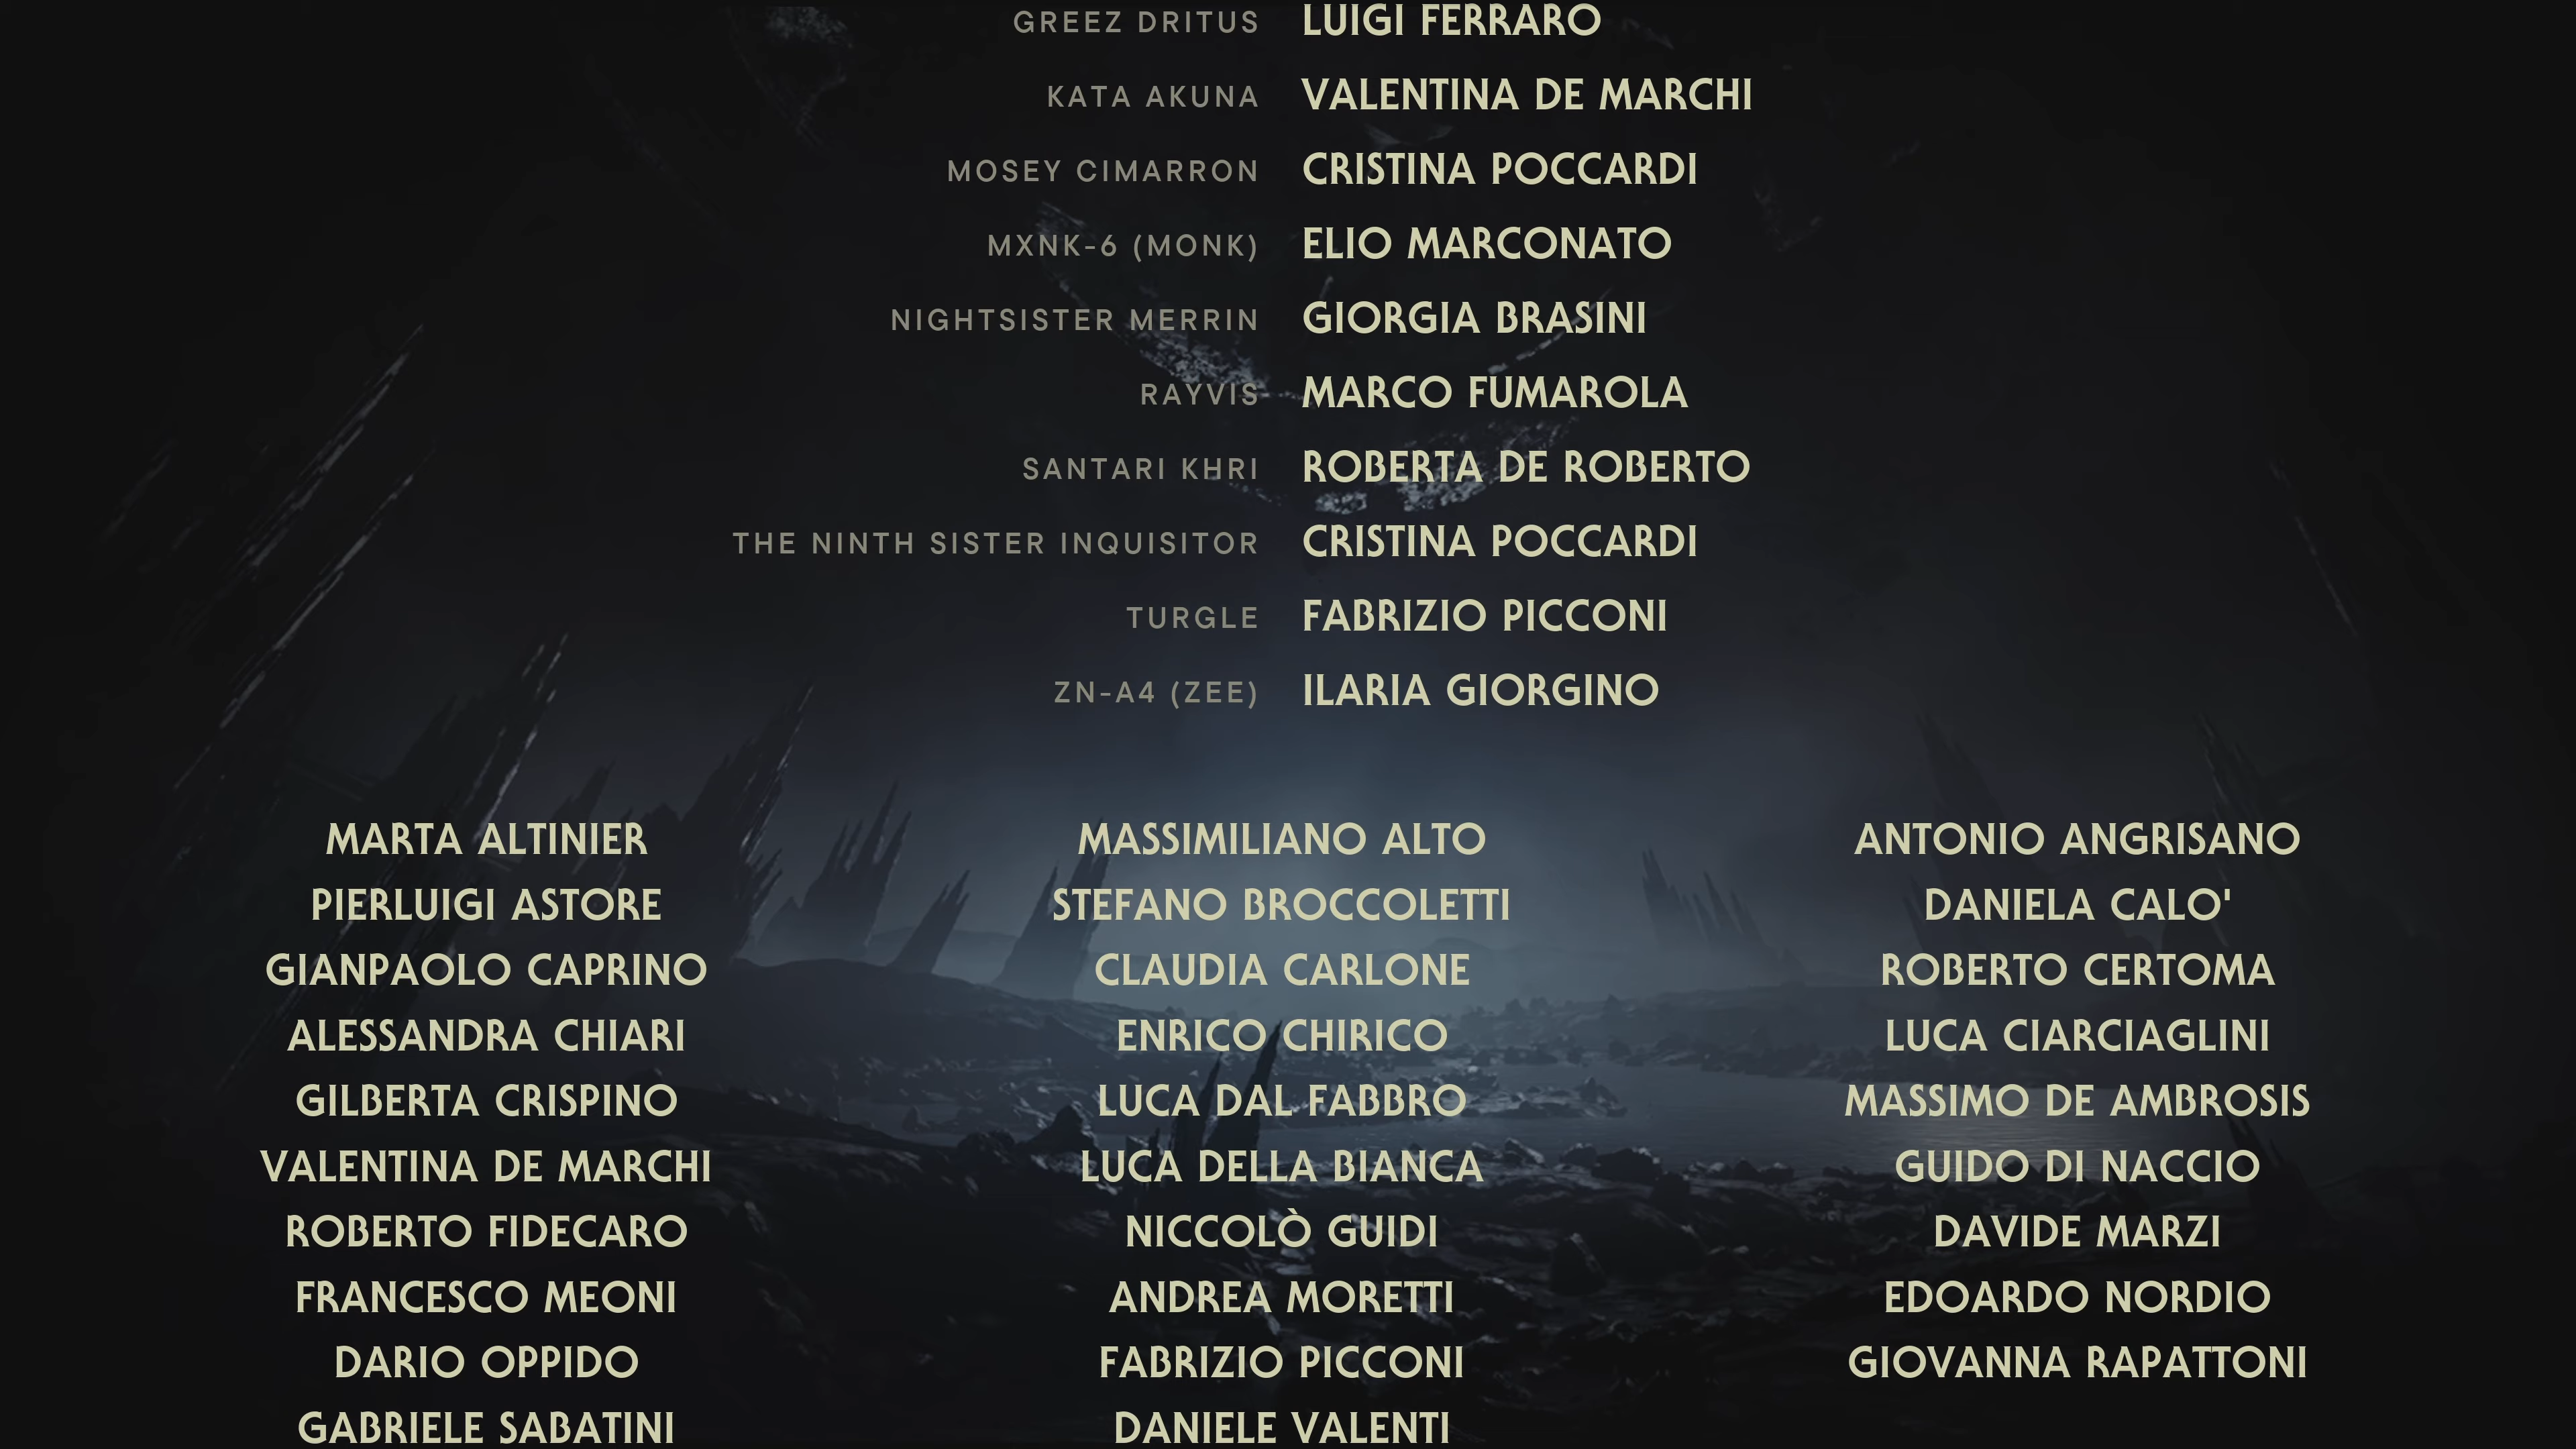 GREEZ DRITUS LUIGI FERRARO
KATA AKUNA VALENTINA DE MARCHI
MOSEY CIMARRON CRISTINA POCCARDI
MXNK-6 (MONK) ELIO MARCONATO
NIGHTSISTER MERRIN GIORGIA BRASINI
RAYVIS MARCO FUMAROLA
SANTARI KHRI ROBERTA DE ROBERTO
THE NINTH SISTER INQUISITOR CRISTINA POCCARDI
TURGLE FABRIZIO PICCONI
ZN-A4 (ZEE) ILARIA GIORGINO
MARTA ALTINIER MASSIMILIANO ALTO ANTONIO ANGRISANO
PIERLUIGI ASTORE STEFANO BROCCOLETTI DANIELA CALO'
GIANPAOLO CAPRINO CLAUDIA CARLONE ROBERTO CERTOMA
ALESSANDRA CHIARI ENRICO CHIRICO LUCA CIARCIAGLINI
GILBERTA CRISPINO LUCA DAL FABBRO MASSIMO DE AMBROSIS
VALENTINA DE MARCHI LUCA DELLA BIANCA GUIDO DI NACCIO
ROBERTO FIDECARO NICCOLÒ GUIDI DAVIDE MARZI
FRANCESCO MEONI ANDREA MORETTI EDOARDO NORDIO
DARIO OPPIDO FABRIZIO PICCONI GIOVANNA RAPATTONI
GABRIELE SABATINI DANIELE VALENTI